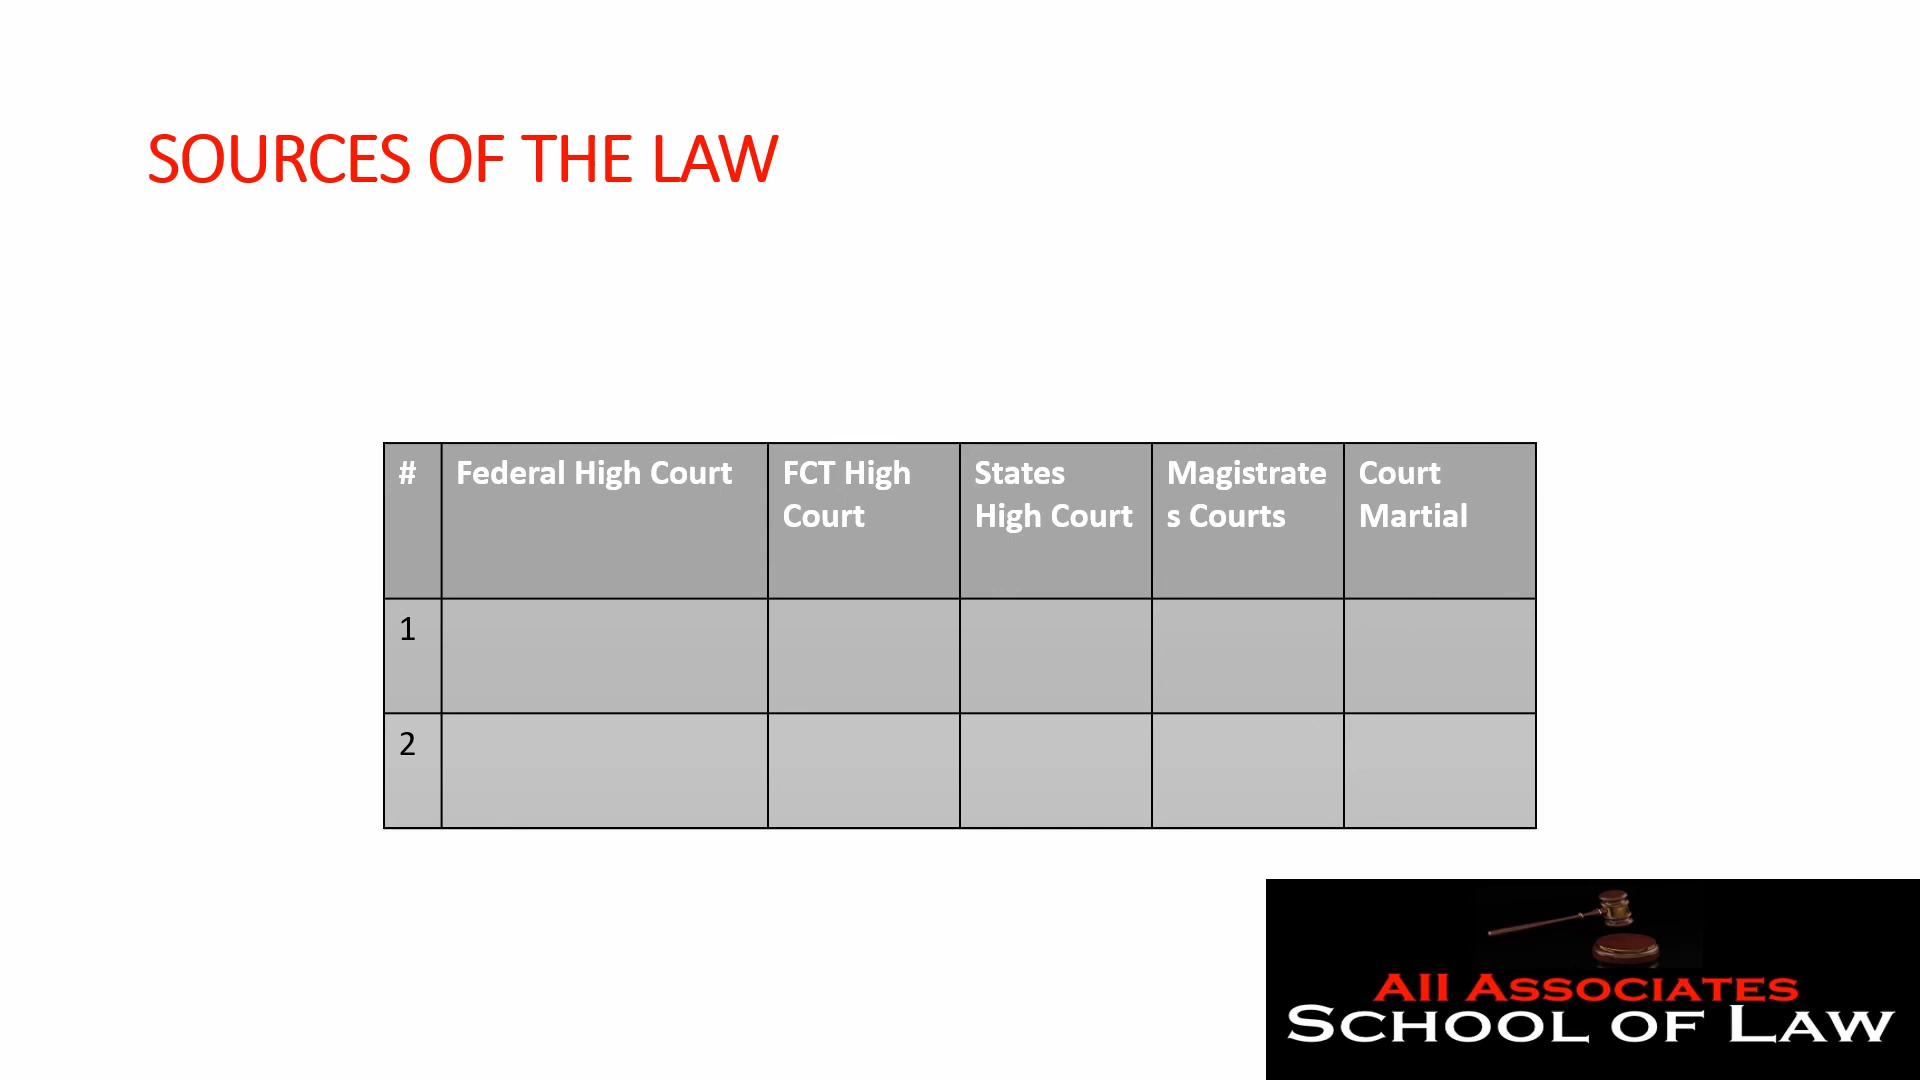 SOURCES OF THE LAW
# Federal High Court FCT High States Magistrate Court
Court High Court s Courts Martial
1
2
All ASSOCIATES
SCHOOL OF LAW